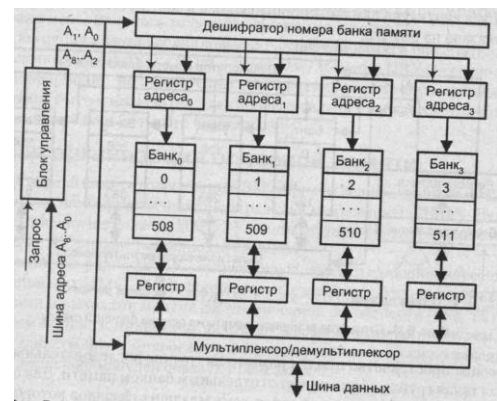 A₁, A₀
Дешифратор номера банка памяти
A₈..A₂
Регистр адреса₀
Регистр адреса₁
Регистр адреса₂
Регистр адреса₃
Блок управления
Банк₀
0
...
508
Банк₁
1
...
509
Банк₂
2
...
510
Банк₃
3
...
511
Запрос
Шина адреса A₈..A₀
Регистр
Регистр
Регистр
Регистр
Мультиплексор/демультиплексор
Шина данных